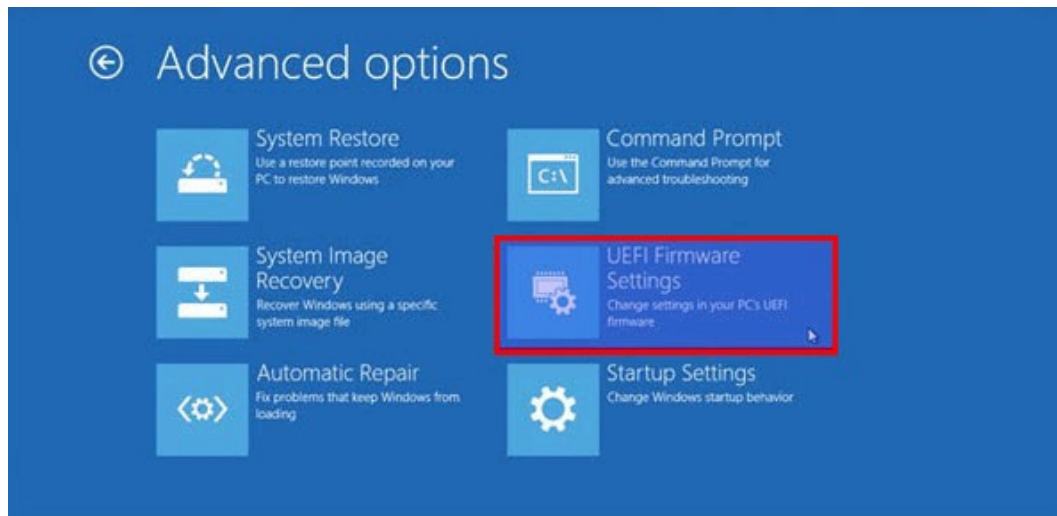 Advanced options
System Restore
Use a restore point recorded on your
PC to restore Windows
Command Prompt
Use the Command Prompt for
advanced troubleshooting
C:\
System Image
Recovery
Recover Windows using a specific
system image file
UEFI Firmware
Settings
Change settings in your PC's UEFI
firmware
Automatic Repair
Fix problems that keep Windows from
loading
Startup Settings
Change Windows startup behavior